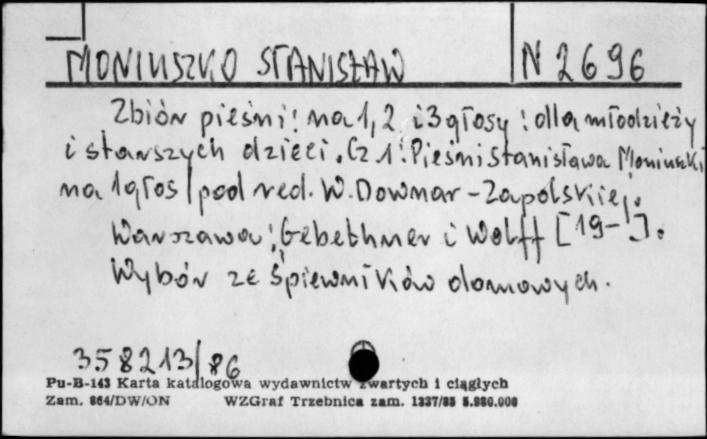 MONIUSZKO STANISŁAW N 2696
Zbiór pieśni: na 1, 2 i 3 głosy: dla młodzieży
i starszych dzieci. Cz 1: Pieśni Stanisława Moniuszki
na 1 głos / pod red. W. Downar-Zapolskiej.
Warszawa: Gebethner i Wolff [19-].
Wybór ze Śpiewników domowych.
358213/86
Pu-B-143 Karta katalogowa wydawnictw zwartych i ciągłych
Zam. 864/DW/ON WZGraf Trzebnica zam. 1337/85 5.980.000